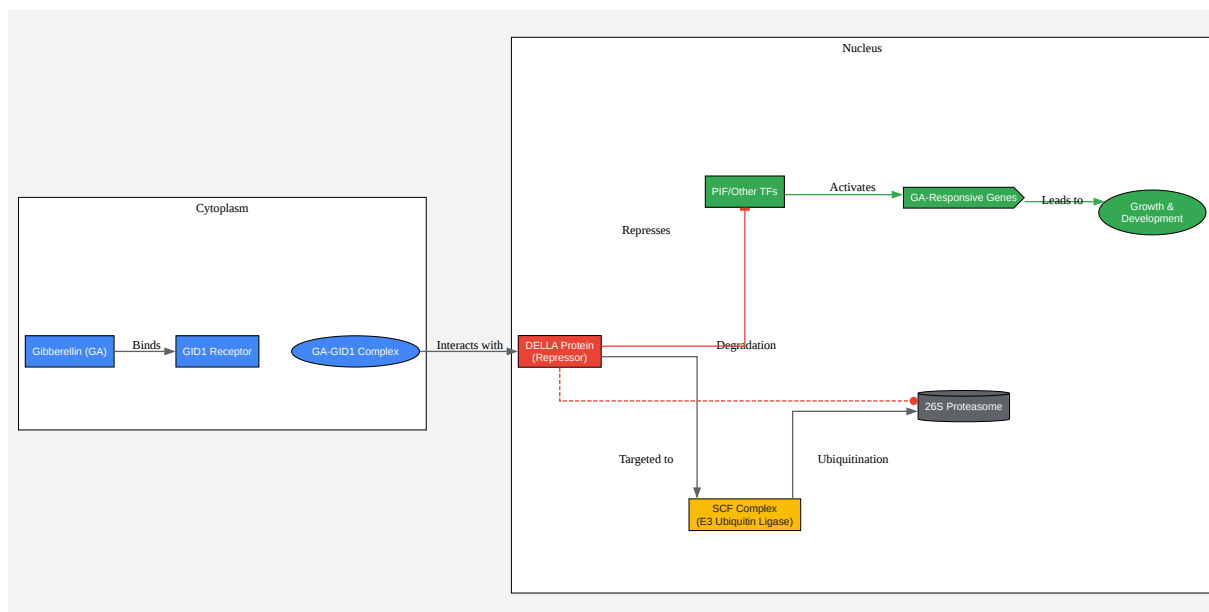 Nucleus
PIF/Other TFs
Activates
GA-Responsive Genes
Leads to
Growth &
Development
Cytoplasm
Represses
Gibberellin (GA)
Binds
GID1 Receptor
GA-GID1 Complex
Interacts with
DELLA Protein
(Repressor)
Degradation
26S Proteasome
Targeted to
Ubiquitination
SCF Complex
(E3 Ubiquitin Ligase)